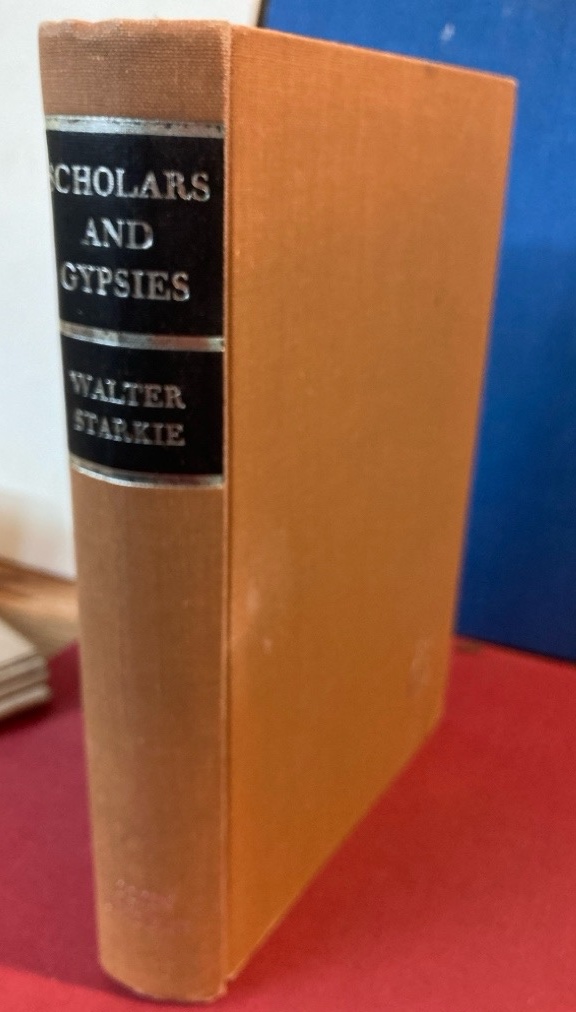 SCHOLARS
AND
GYPSIES
WALTER
STARKIE